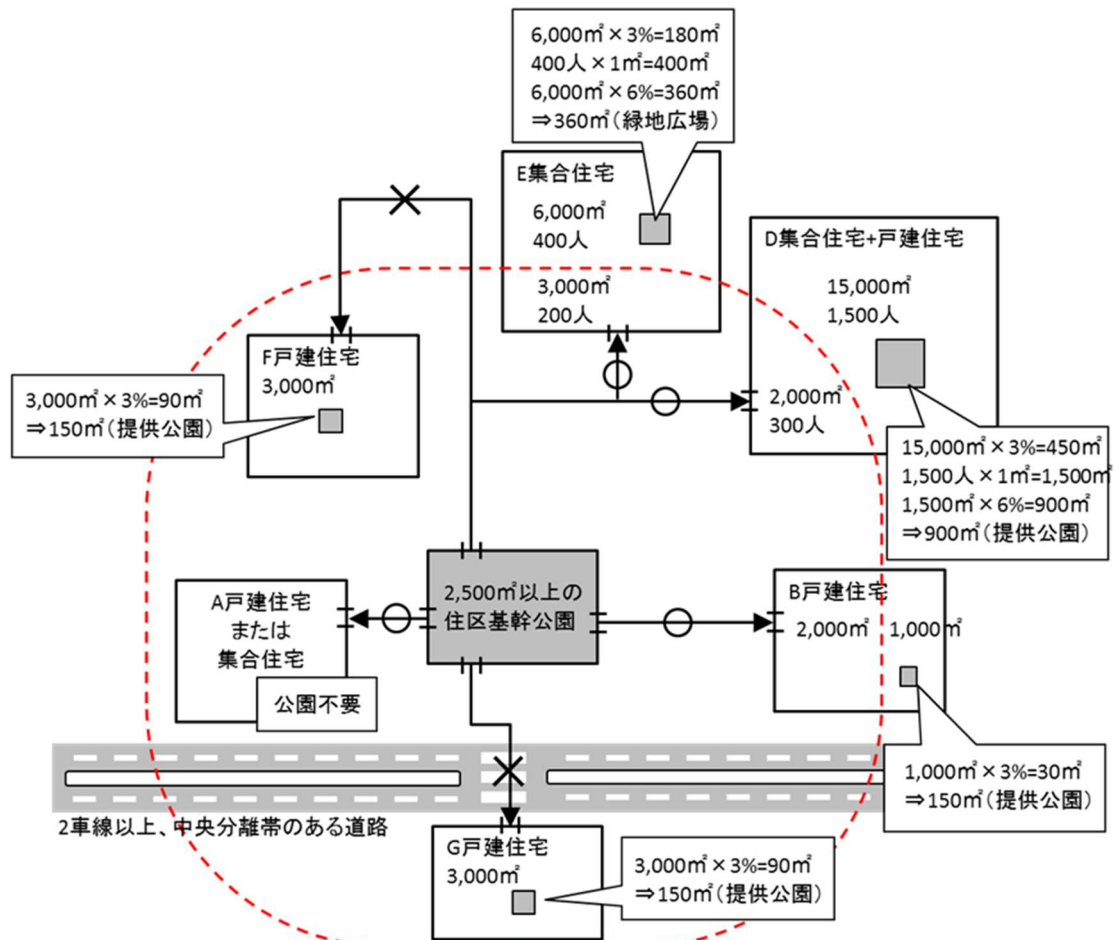 6,000㎡×3%=180㎡
400人×1㎡=400㎡
6,000㎡×6%=360㎡
⇒360㎡(緑地広場)
E集合住宅
6,000㎡
400人
3,000㎡
200人
D集合住宅+戸建住宅
15,000㎡
1,500人
2,000㎡
300人
15,000㎡×3%=450㎡
1,500人×1㎡=1,500㎡
1,500㎡×6%=900㎡
⇒900㎡(提供公園)
F戸建住宅
3,000㎡
3,000㎡×3%=90㎡
⇒150㎡(提供公園)
A戸建住宅
または
集合住宅
公園不要
2,500㎡以上の
住区基幹公園
B戸建住宅
2,000㎡ 1,000㎡
1,000㎡×3%=30㎡
⇒150㎡(提供公園)
2車線以上、中央分離帯のある道路
G戸建住宅
3,000㎡
3,000㎡×3%=90㎡
⇒150㎡(提供公園)